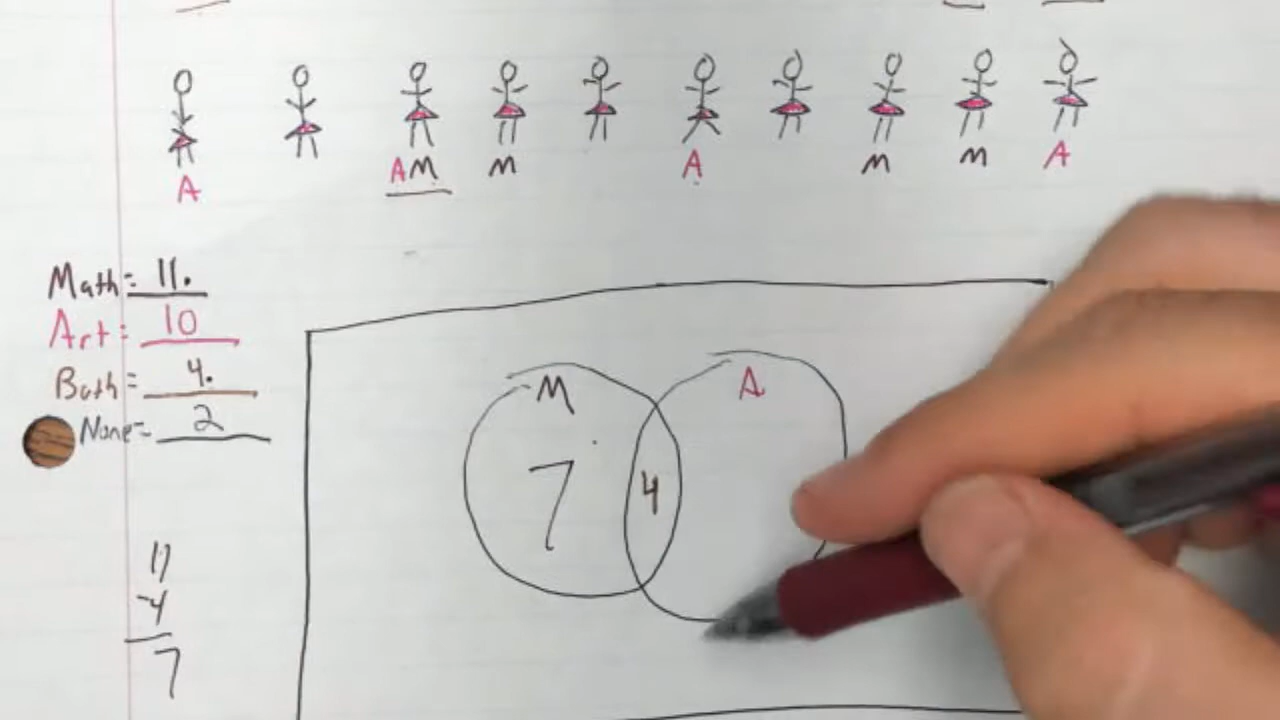 A AM M A M M A
Math= 11.
Art= 10
Both= 4.
None= 2
M A
7 4
11
-4
7